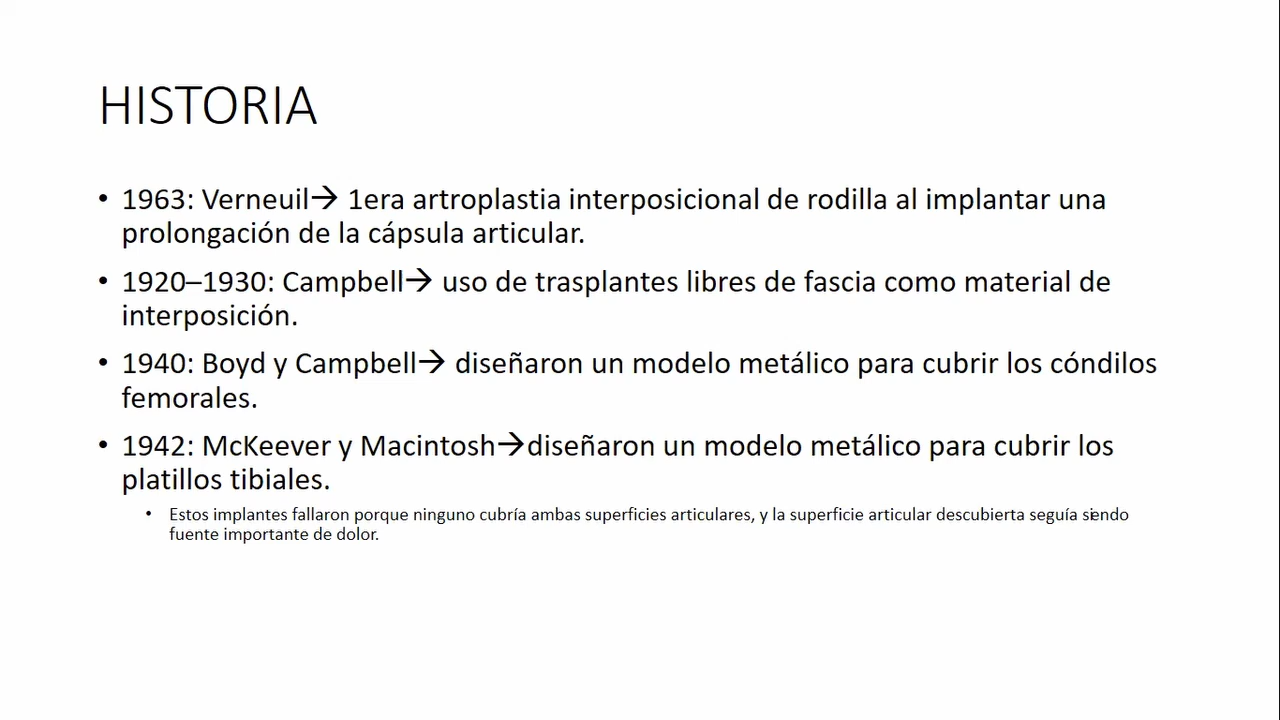 HISTORIA
• 1963: Verneuil→ 1era artroplastia interposicional de rodilla al implantar una
prolongación de la cápsula articular.
• 1920–1930: Campbell→ uso de trasplantes libres de fascia como material de
interposición.
• 1940: Boyd y Campbell→ diseñaron un modelo metálico para cubrir los cóndilos
femorales.
• 1942: McKeever y Macintosh→diseñaron un modelo metálico para cubrir los
platillos tibiales.
• Estos implantes fallaron porque ninguno cubría ambas superficies articulares, y la superficie articular descubierta seguía siendo
fuente importante de dolor.